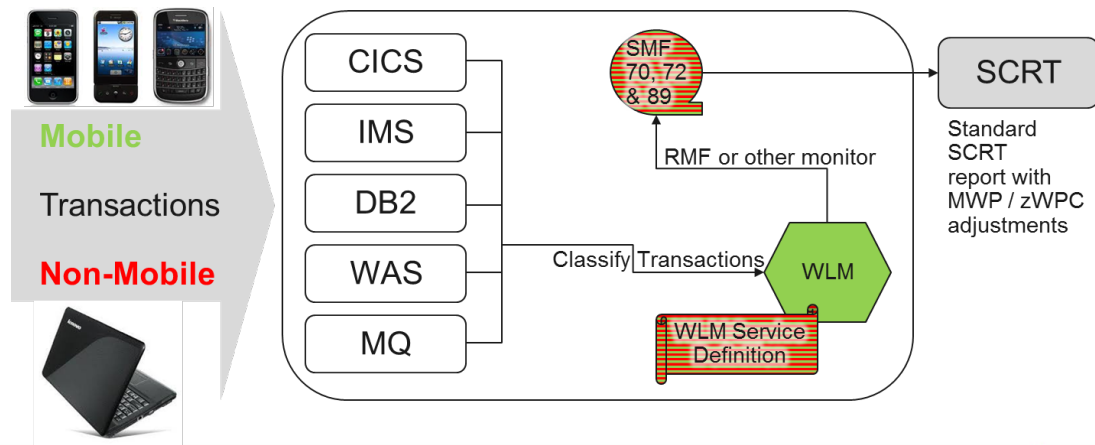 Mobile
Transactions
Non-Mobile
lenovo
CICS
IMS
DB2
WAS
MQ
Classify Transactions
SMF
70, 72
& 89
RMF or other monitor
WLM
WLM Service
Definition
SCRT
Standard
SCRT
report with
MWP / zWPC
adjustments